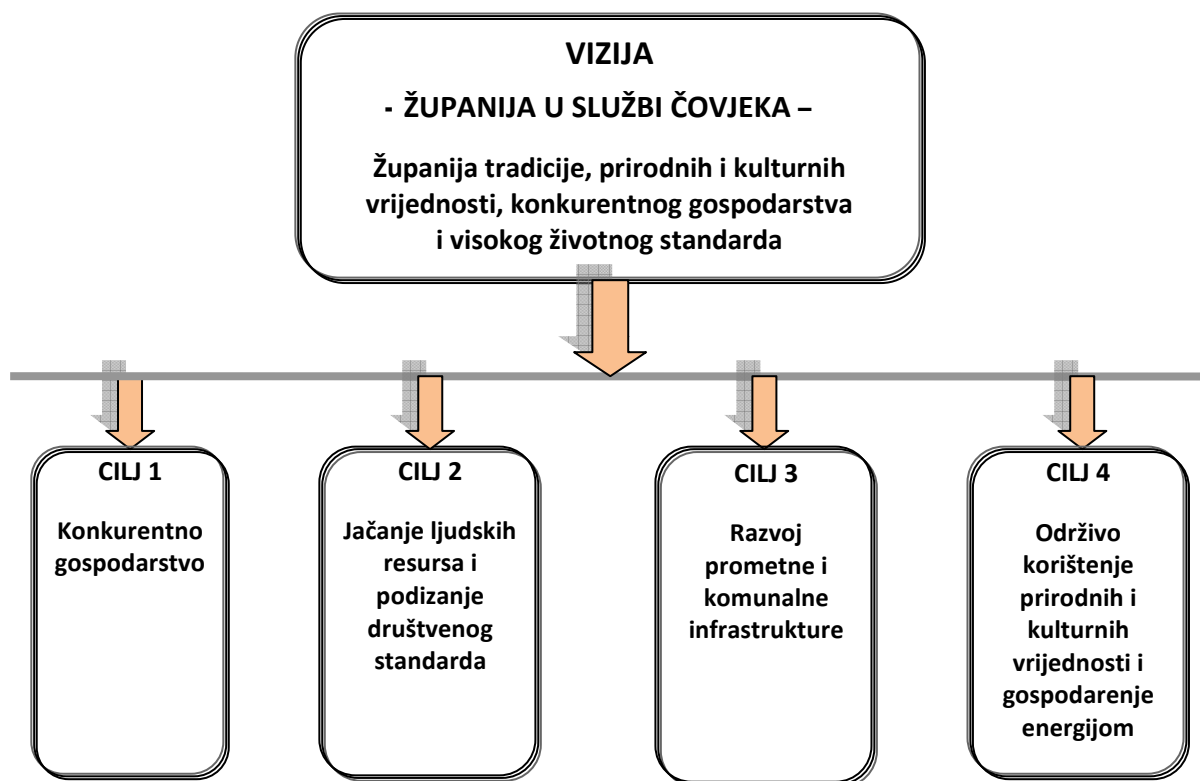 VIZIJA
- ŽUPANIJA U SLUŽBI ČOVJEKA –
Županija tradicije, prirodnih i kulturnih
vrijednosti, konkurentnog gospodarstva
i visokog životnog standarda
CILJ 1
Konkurentno
gospodarstvo
CILJ 2
Jačanje ljudskih
resursa i
podizanje
društvenog
standarda
CILJ 3
Razvoj
prometne i
komunalne
infrastrukture
CILJ 4
Održivo
korištenje
prirodnih i
kulturnih
vrijednosti i
gospodarenje
energijom